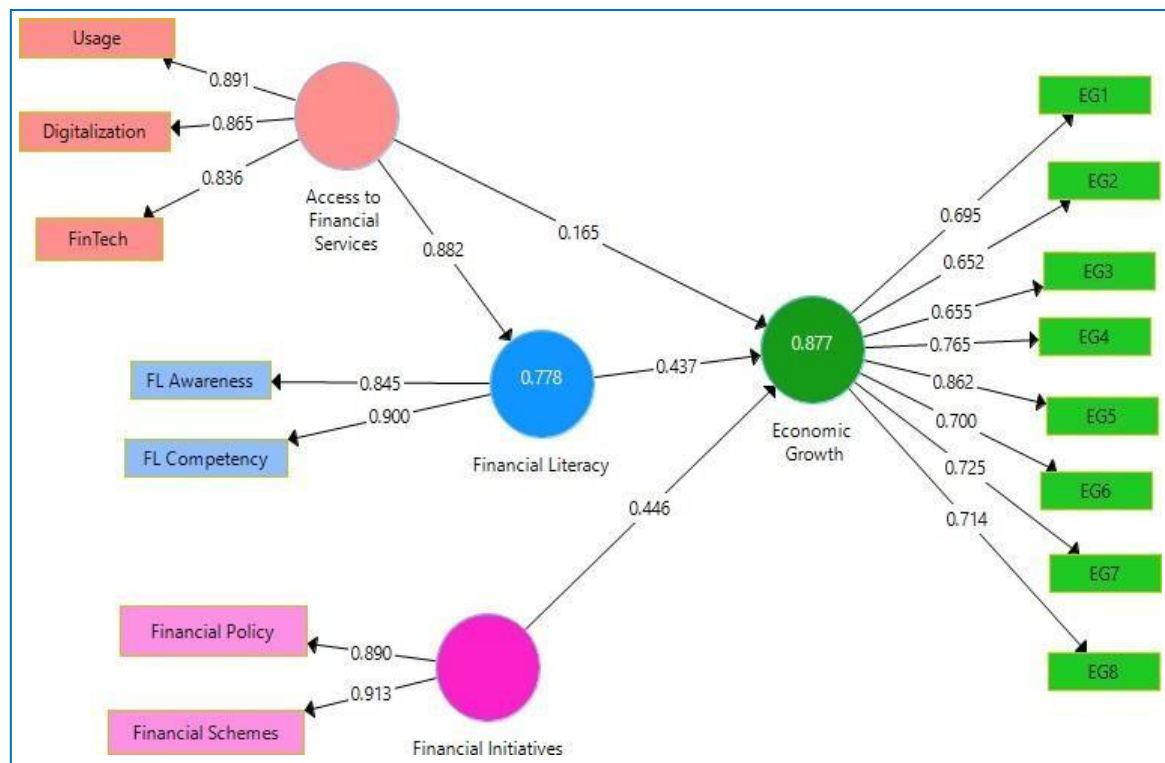 Usage
0.891
EG1
Digitalization
0.865
0.836
Access to
Financial
Services
EG2
0.695
FinTech
0.165
0.882
0.652
EG3
0.655
0.765
EG4
0.877
0.778
0.437
FL Awareness
0.845
0.862
EG5
0.900
0.700
Economic
Growth
FL Competency
Financial Literacy
0.725
EG6
0.446
0.714
EG7
Financial Policy
0.890
EG8
0.913
Financial Schemes
Financial Initiatives